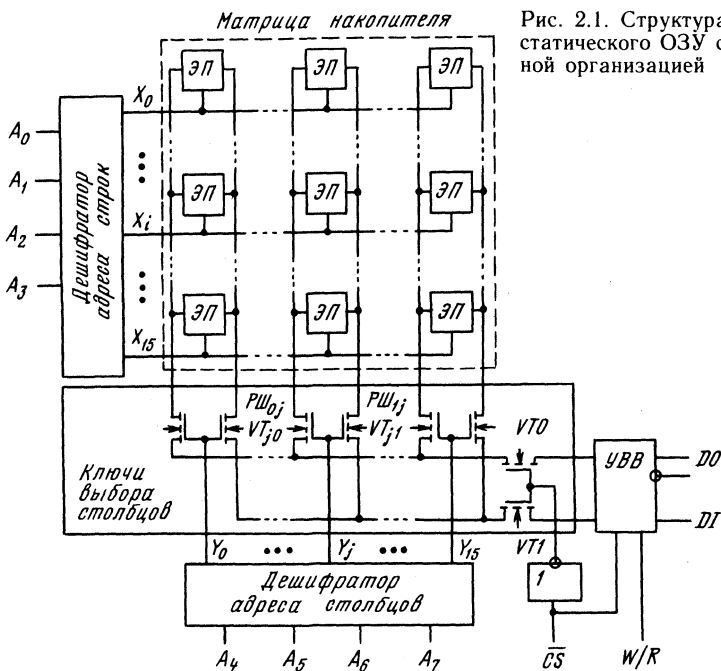 Матрица накопителя
Рис. 2.1. Структура
статического ОЗУ с
ной организацией
ЭП ЭП ЭП
X0
A0
A1
A2
A3
Дешифратор
адреса строк
ЭП ЭП ЭП
Xi
ЭП ЭП ЭП
X15
РШ0j РШ1j
VTj0 VTj1 VT0
Ключи
выбора
столбцов
УВВ
DO
DI
VT1
Y0 Yj Y15
1
Дешифратор
адреса столбцов
A4 A5 A6 A7
CS W/R